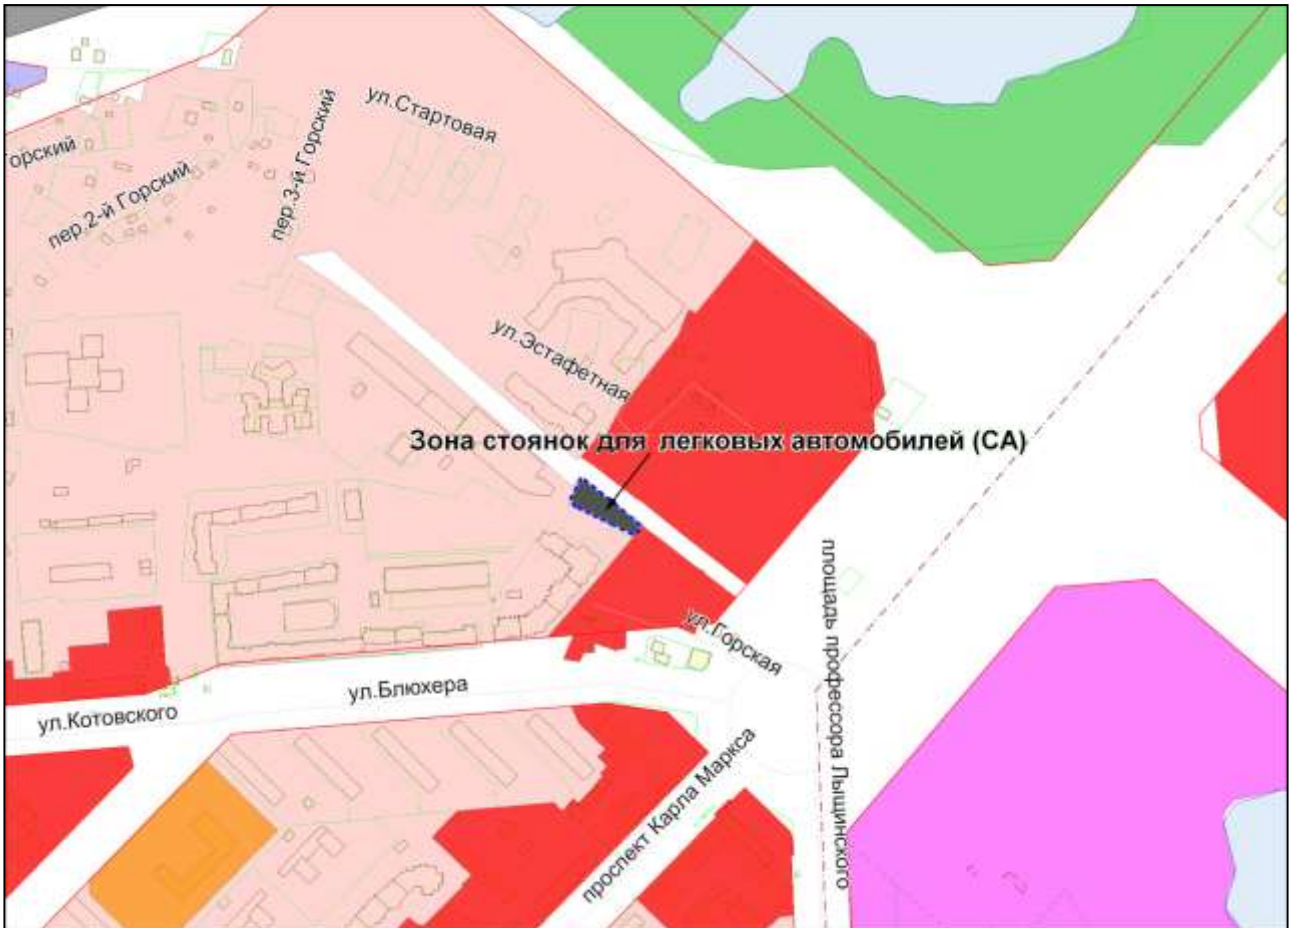 ул.Стартовая
пер.3-й Горский
Горский
пер.2-й Горский
ул.Эстафетная
Зона стоянок для легковых автомобилей (СА)
площадь профессора Лыщинского
ул.Горская
ул.Блюхера
ул.Котовского
проспект Карла Маркса